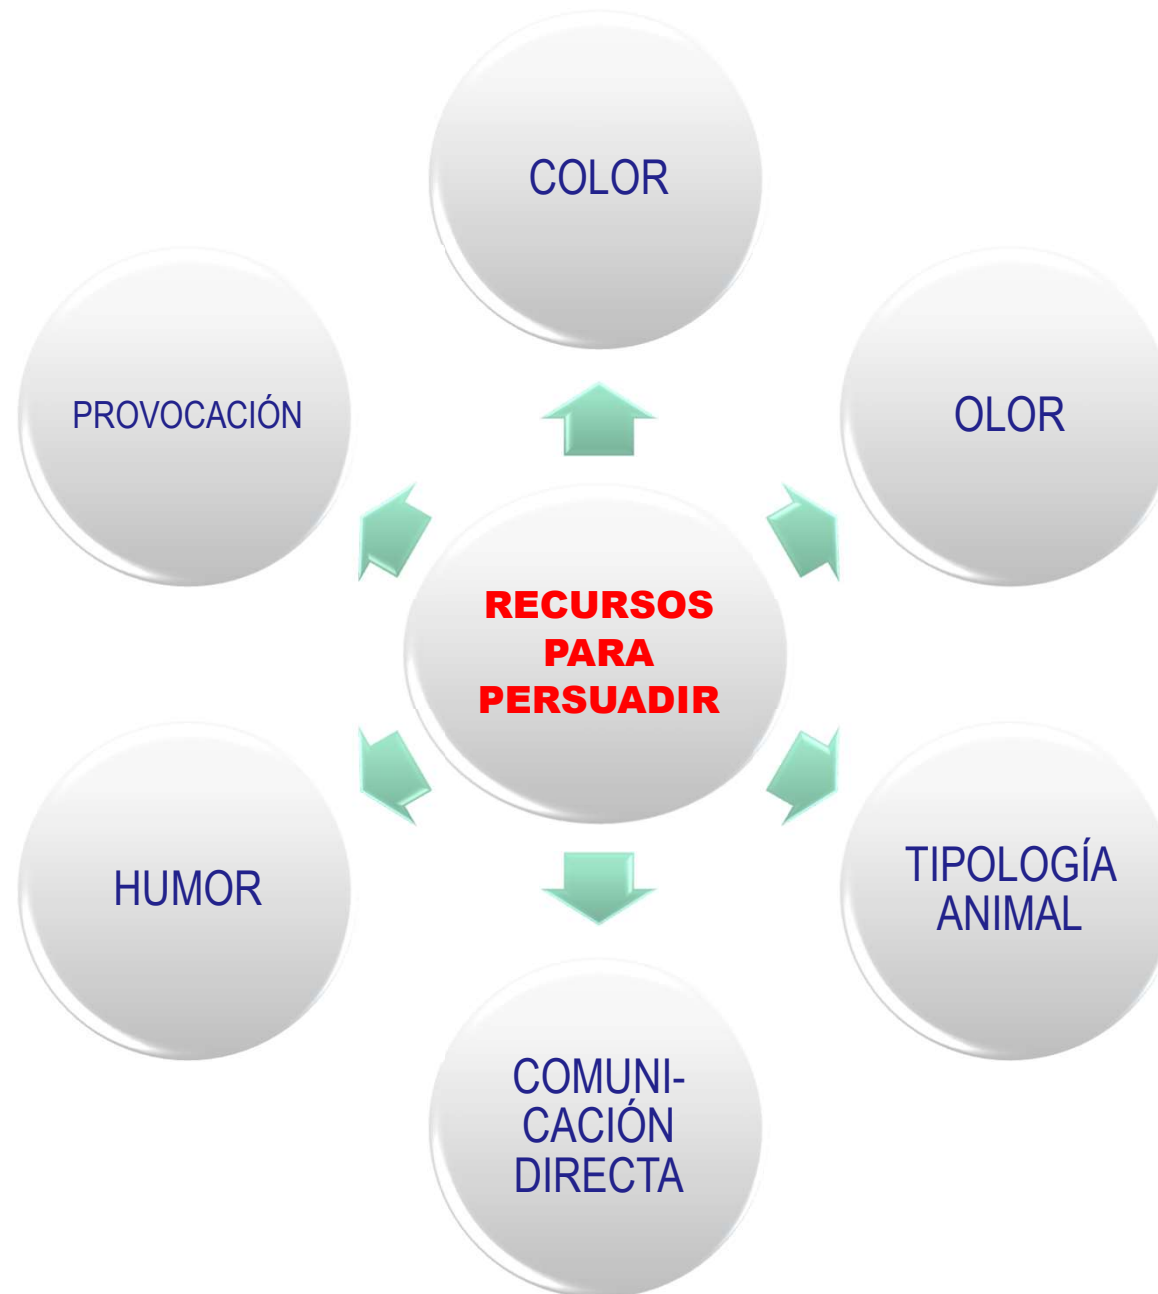 COLOR
PROVOCACIÓN
OLOR
RECURSOS
PARA
PERSUADIR
HUMOR
TIPOLOGÍA
ANIMAL
COMUNI-
CACIÓN
DIRECTA